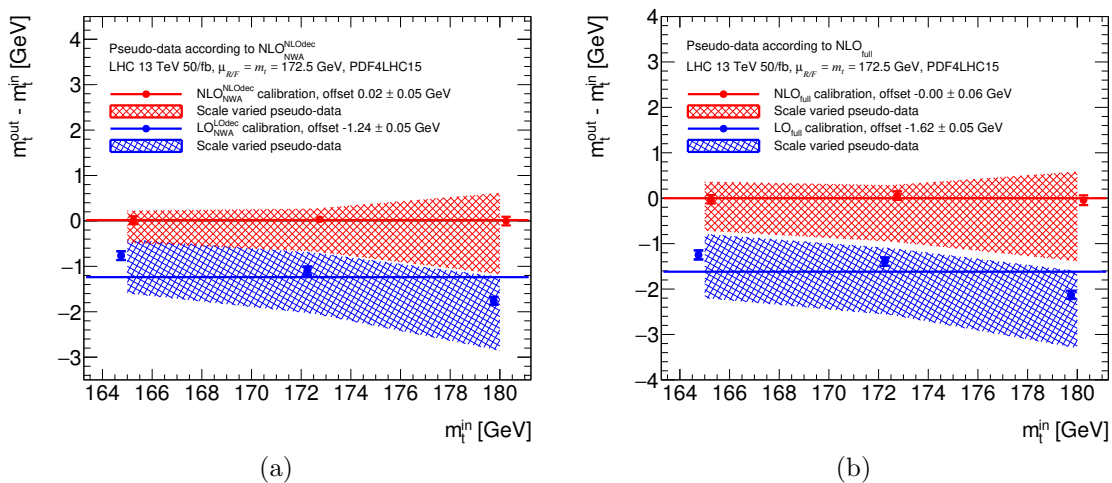 Pseudo-data according to NLO_NWA^NLOdec
LHC 13 TeV 50/fb, μ_R/F = m_t = 172.5 GeV, PDF4LHC15
NLO_NWA^NLOdec calibration, offset 0.02 ± 0.05 GeV
Scale varied pseudo-data
LO_NWA^LOdec calibration, offset -1.24 ± 0.05 GeV
Scale varied pseudo-data
m_t^out - m_t^in [GeV]
4
3
2
1
0
−1
−2
−3
164 166 168 170 172 174 176 178 180
m_t^in [GeV]
(a)
Pseudo-data according to NLO_full
LHC 13 TeV 50/fb, μ_R/F = m_t = 172.5 GeV, PDF4LHC15
NLO_full calibration, offset -0.00 ± 0.06 GeV
Scale varied pseudo-data
LO_full calibration, offset -1.62 ± 0.05 GeV
Scale varied pseudo-data
m_t^out - m_t^in [GeV]
4
3
2
1
0
−1
−2
−3
−4
164 166 168 170 172 174 176 178 180
m_t^in [GeV]
(b)